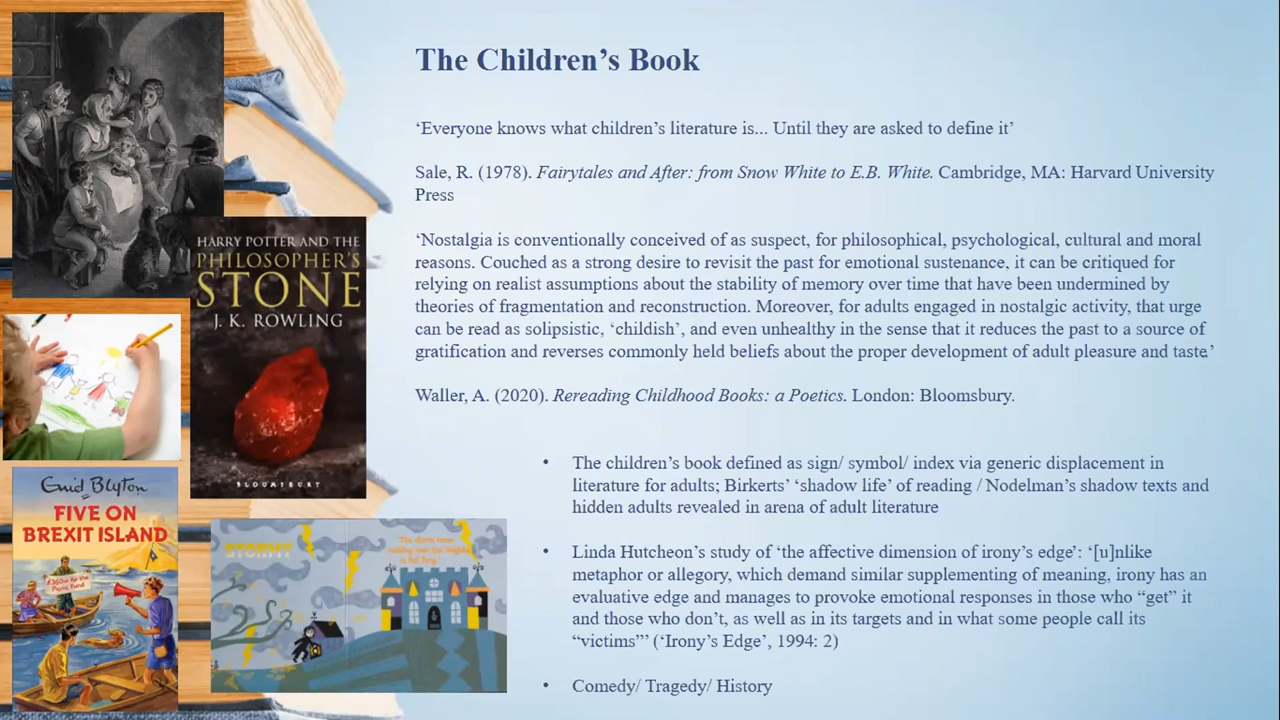 The Children's Book
‘Everyone knows what children’s literature is... Until they are asked to define it’
Sale, R. (1978). Fairytales and After: from Snow White to E.B. White. Cambridge, MA: Harvard University
Press
‘Nostalgia is conventionally conceived of as suspect, for philosophical, psychological, cultural and moral
reasons. Couched as a strong desire to revisit the past for emotional sustenance, it can be critiqued for
relying on realist assumptions about the stability of memory over time that have been undermined by
theories of fragmentation and reconstruction. Moreover, for adults engaged in nostalgic activity, that urge
can be read as solipsistic, ‘childish’, and even unhealthy in the sense that it reduces the past to a source of
gratification and reverses commonly held beliefs about the proper development of adult pleasure and taste.’
Waller, A. (2020). Rereading Childhood Books: a Poetics. London: Bloomsbury.
• The children’s book defined as sign/ symbol/ index via generic displacement in
literature for adults; Birkerts’ ‘shadow life’ of reading / Nodelman’s shadow texts and
hidden adults revealed in arena of adult literature
• Linda Hutcheon’s study of ‘the affective dimension of irony’s edge’: ‘[u]nlike
metaphor or allegory, which demand similar supplementing of meaning, irony has an
evaluative edge and manages to provoke emotional responses in those who “get” it
and those who don’t, as well as in its targets and in what some people call its
“victims”’ (‘Irony’s Edge’, 1994: 2)
• Comedy/ Tragedy/ History
HARRY POTTER AND THE
PHILOSOPHER'S
STONE
J. K. ROWLING
BLOOMSBURY
Enid Blyton
FIVE ON
BREXIT ISLAND
£350m for the
Picnic Fund
STORMY